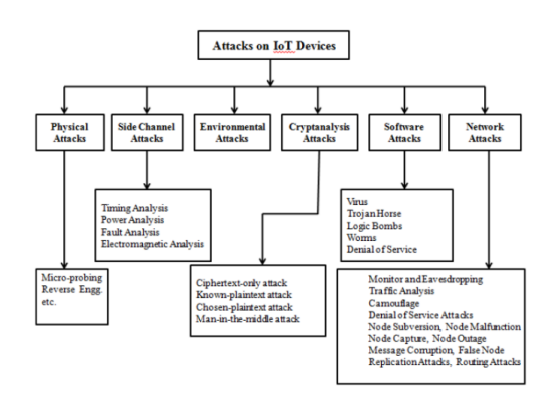 Attacks on IoT Devices
Physical
Attacks
Side Channel
Attacks
Environmental
Attacks
Cryptanalysis
Attacks
Software
Attacks
Network
Attacks
Timing Analysis
Power Analysis
Fault Analysis
Electromagnetic Analysis
Virus
Trojan Horse
Logic Bombs
Worms
Denial of Service
Micro-probing
Reverse Engg.
etc.
Ciphertext-only attack
Known-plaintext attack
Chosen-plaintext attack
Man-in-the-middle attack
Monitor and Eavesdropping
Traffic Analysis
Camouflage
Denial of Service Attacks
Node Subversion, Node Malfunction
Node Capture, Node Outage
Message Corruption, False Node
Replication Attacks, Routing Attacks